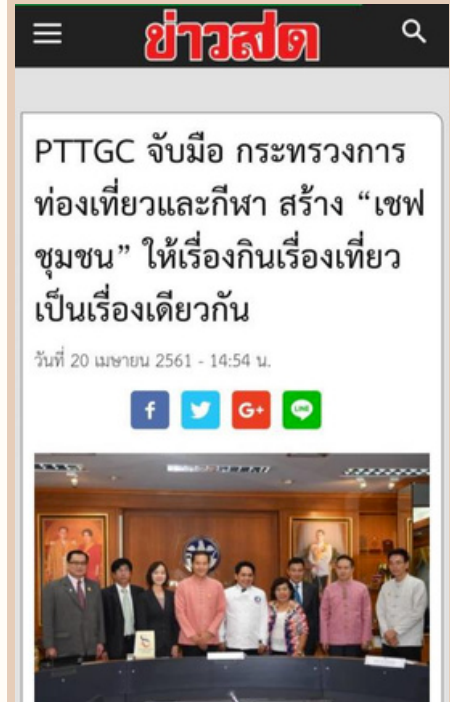 ข่าวสด
PTTGC จับมือ กระทรวงการ
ท่องเที่ยวและกีฬา สร้าง “เชฟ
ชุมชน” ให้เรื่องกินเรื่องเที่ยว
เป็นเรื่องเดียวกัน
วันที่ 20 เมษายน 2561 - 14:54 น.
f
G+
LINE